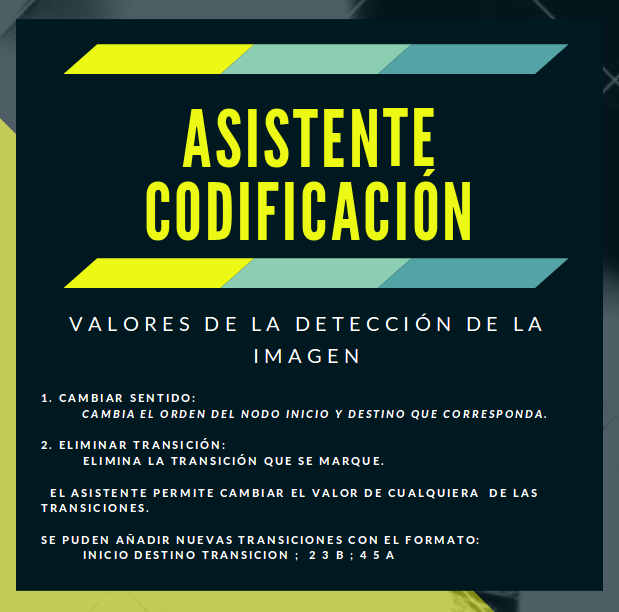 ASISTENTE
CODIFICACIÓN
VALORES DE LA DETECCIÓN DE LA
IMAGEN
1. CAMBIAR SENTIDO:
CAMBIA EL ORDEN DEL NODO INICIO Y DESTINO QUE CORRESPONDA.
2. ELIMINAR TRANSICIÓN:
ELIMINA LA TRANSICIÓN QUE SE MARQUE.
EL ASISTENTE PERMITE CAMBIAR EL VALOR DE CUALQUIERA DE LAS
TRANSICIONES.
SE PUDEN AÑADIR NUEVAS TRANSICIONES CON EL FORMATO:
INICIO DESTINO TRANSICION ; 2 3 B ; 4 5 A